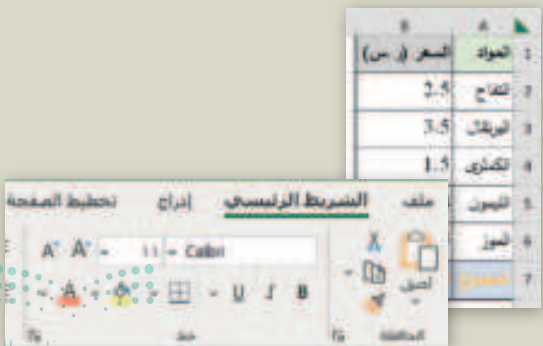 B A
1 المواد السعر (ر. س)
2 التفاح 2.5
3 البرتقال 3.5
4 الكمثرى 1.5
5 الليمون
6 الموز
7
ملف الشريط الرئيسي إدراج تخطيط الصفحة
Calibri 11 A A
B I U A
لصق
الحافظة خط